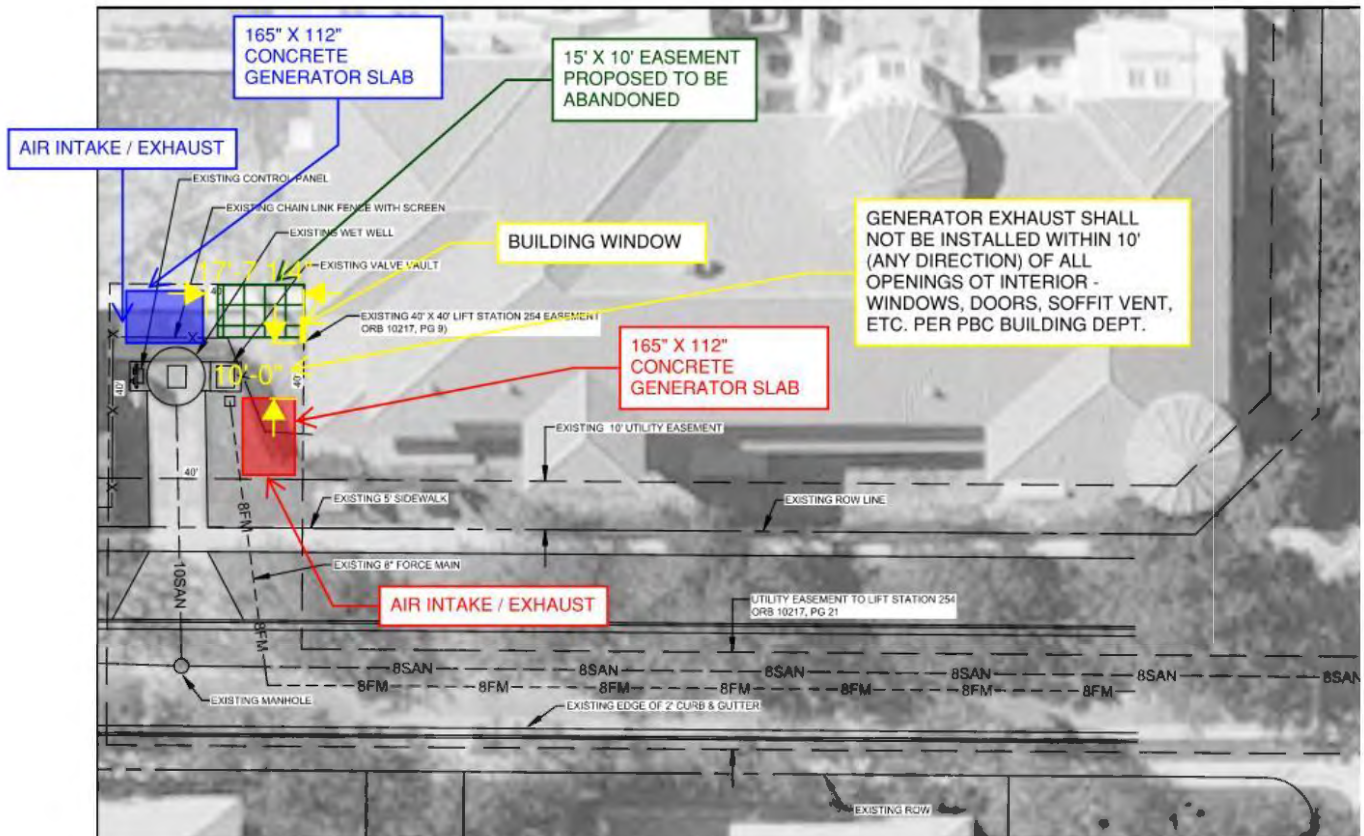 165" X 112"
CONCRETE
GENERATOR SLAB
15' X 10' EASEMENT
PROPOSED TO BE
ABANDONED
AIR INTAKE / EXHAUST
EXISTING CONTROL PANEL
EXISTING CHAIN LINK FENCE WITH SCREEN
EXISTING WET WELL
BUILDING WINDOW
GENERATOR EXHAUST SHALL
NOT BE INSTALLED WITHIN 10'
(ANY DIRECTION) OF ALL
OPENINGS OT INTERIOR -
WINDOWS, DOORS, SOFFIT VENT,
ETC. PER PBC BUILDING DEPT.
EXISTING VALVE VAULT
40'
EXISTING 40' X 40' LIFT STATION 254 EASEMENT
ORB 10217, PG 9)
165" X 112"
CONCRETE
GENERATOR SLAB
10'-0"
40'
40'
EXISTING 10' UTILITY EASEMENT
40'
EXISTING 5' SIDEWALK
EXISTING ROW LINE
8FM
EXISTING 8" FORCE MAIN
10SAN
AIR INTAKE / EXHAUST
UTILITY EASEMENT TO LIFT STATION 254
ORB 10217, PG 21
8FM
8SAN 8SAN 8SAN 8SAN 8SAN 8SAN
8FM 8FM 8FM 8FM 8FM 8FM 8FM
EXISTING MANHOLE
EXISTING EDGE OF 2' CURB & GUTTER
EXISTING ROW